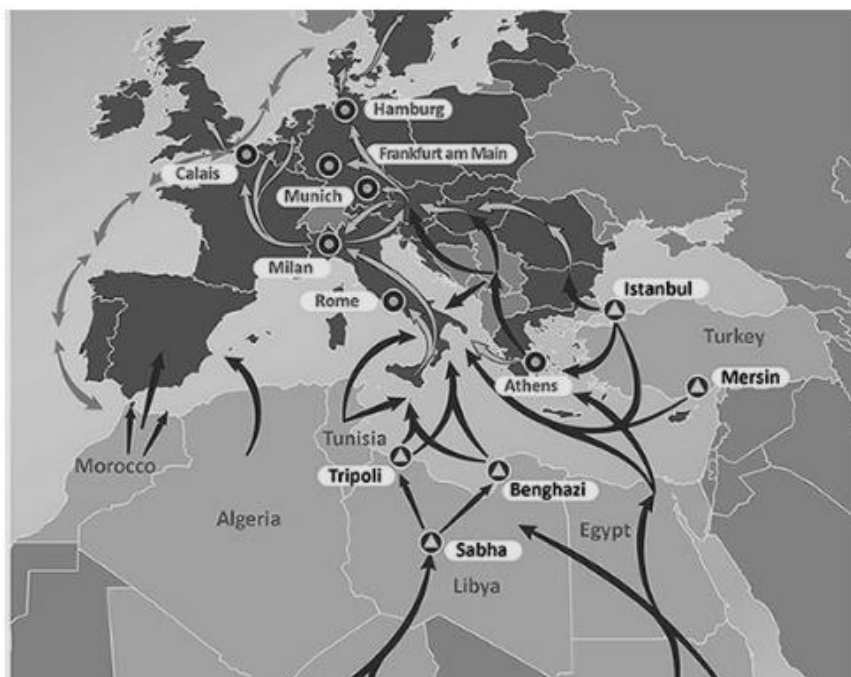 Hamburg
Frankfurt am Main
Calais
Munich
Milan
Rome
Istanbul
Turkey
Athens
Mersin
Tunisia
Morocco
Tripoli
Benghazi
Algeria
Egypt
Sabha
Libya